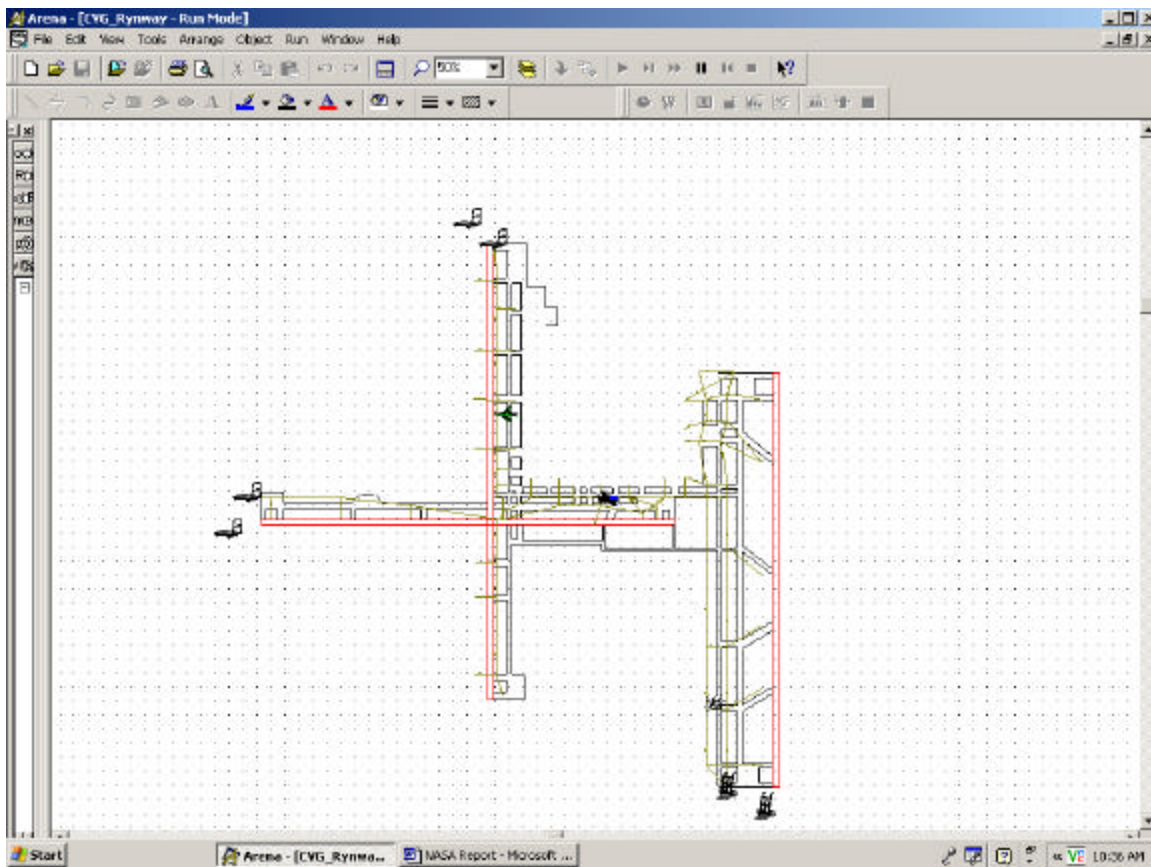 Arena - [CVG_Rynway - Run Mode]
File Edit View Tools Arrange Object Run Window Help
50%
Start Arena - [CVG_Rynwa... NASA Report - Microsoft ... 10:36 AM